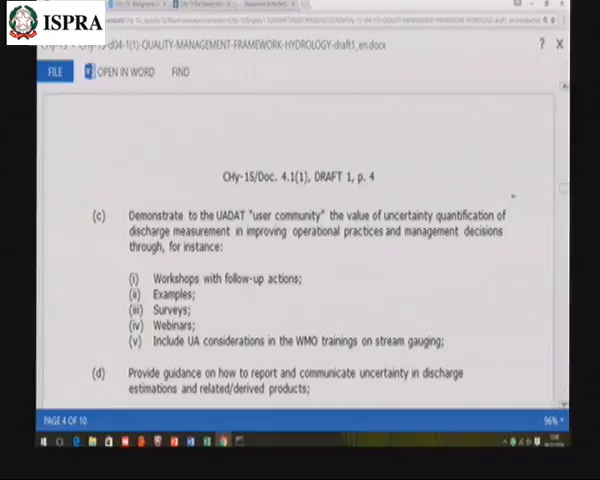 ISPRA
-d04-1(1)-QUALITY-MANAGEMENT-FRAMEWORK-HYDROLOGY-draft1_en.docx
? X
FILE
OPEN IN WORD
FIND
CHy-15/Doc. 4.1(1), DRAFT 1, p. 4
(c) Demonstrate to the UADAT "user community" the value of uncertainty quantification of
discharge measurement in improving operational practices and management decisions
through, for instance:
(i) Workshops with follow-up actions;
(ii) Examples;
(iii) Surveys;
(iv) Webinars;
(v) Include UA considerations in the WMO trainings on stream gauging;
(d) Provide guidance on how to report and communicate uncertainty in discharge
estimations and related/derived products;
PAGE 4 OF 10
96%